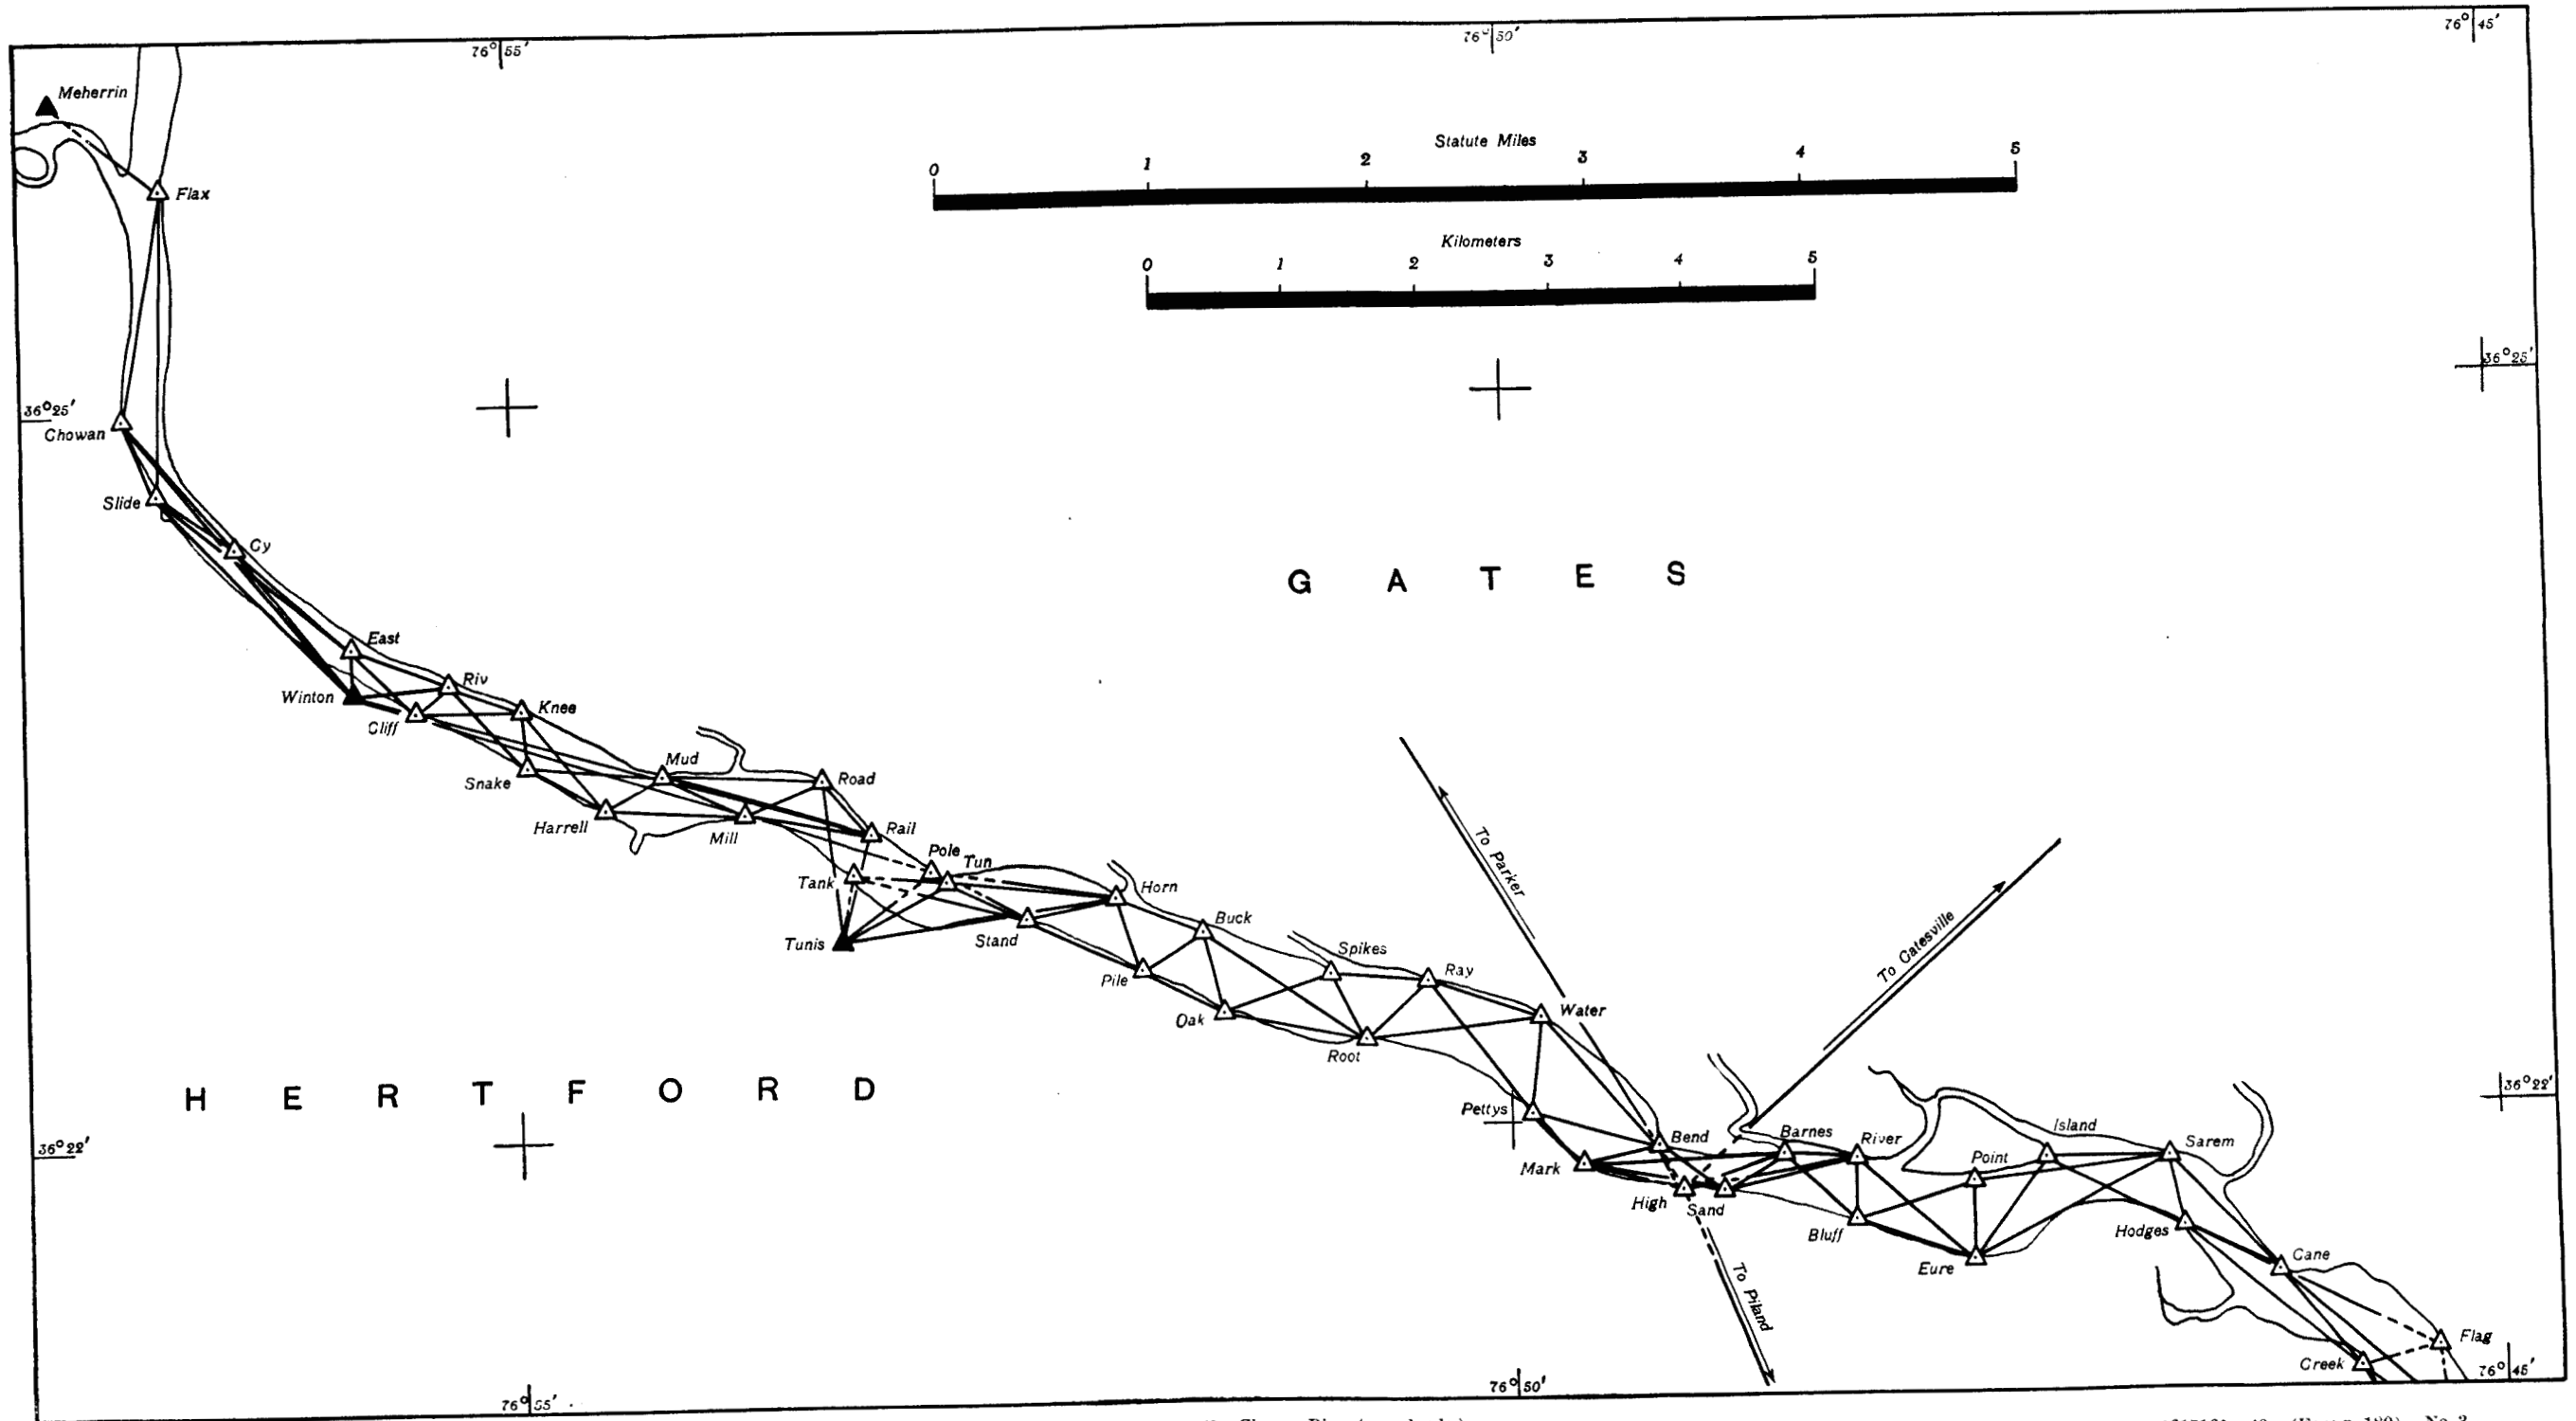 76° 55'
76° 50'
76° 45'
Meherrin
Statute Miles
0 1 2 3 4 5
Flax
Kilometers
0 1 2 3 4 5
36° 25'
36° 25'
Chowan
Slide
Cy
G A T E S
East
Riv
Winton
Knee
Cliff
Mud
Road
Snake
Harrell
Mill
Rail
To Parker
Pole
Tun
Tank
Horn
Buck
To Gatesville
Tunis
Stand
Spikes
Ray
Pile
Oak
Water
Root
H E R T F O R D
36° 22'
Pettys
36° 22'
Bend
Barnes
River
Island
Sarem
Mark
Point
High
Sand
Bluff
Hodges
Eure
Cane
To Piland
Flag
Creek
76° 55'
76° 50'
76° 45'